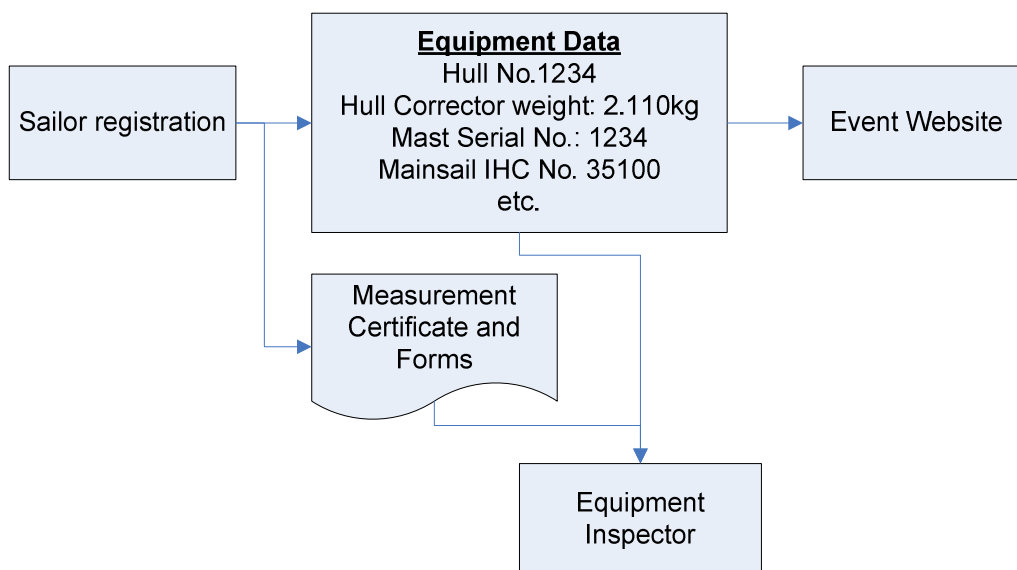 Sailor registration
Equipment Data
Hull No.1234
Hull Corrector weight: 2.110kg
Mast Serial No.: 1234
Mainsail IHC No. 35100
etc.
Event Website
Measurement
Certificate and
Forms
Equipment
Inspector